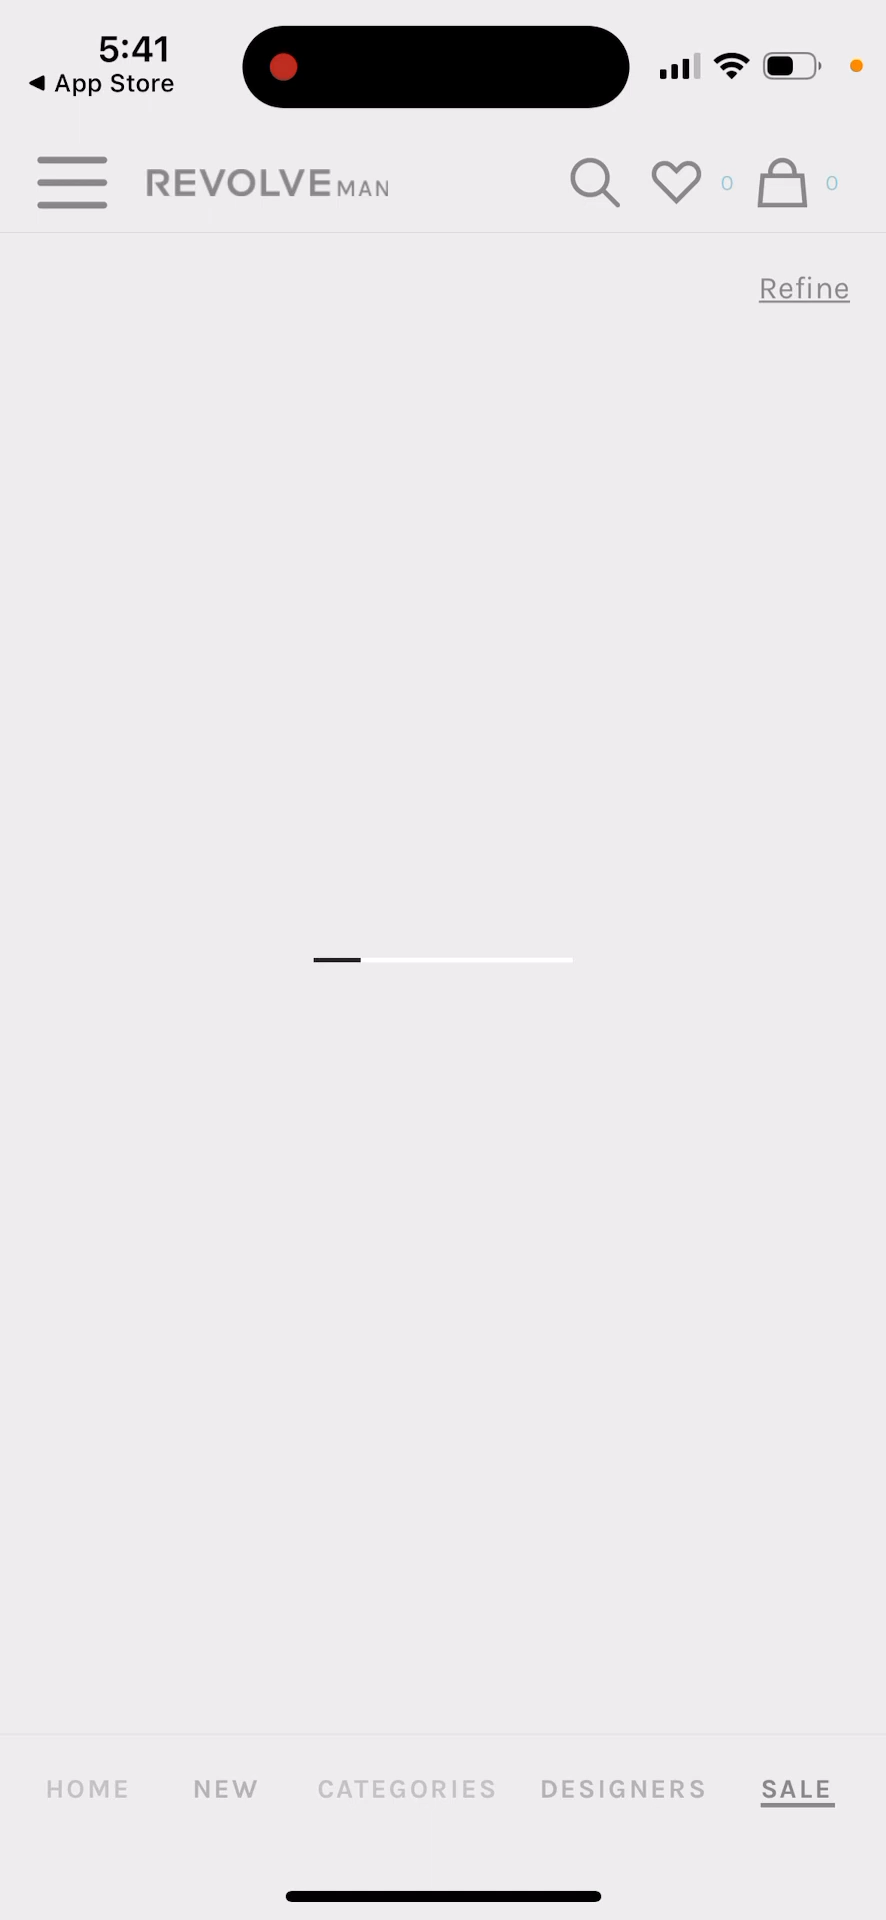 5:41
◀ App Store
REVOLVE MAN
0
0
Refine
HOME
NEW
CATEGORIES
DESIGNERS
SALE